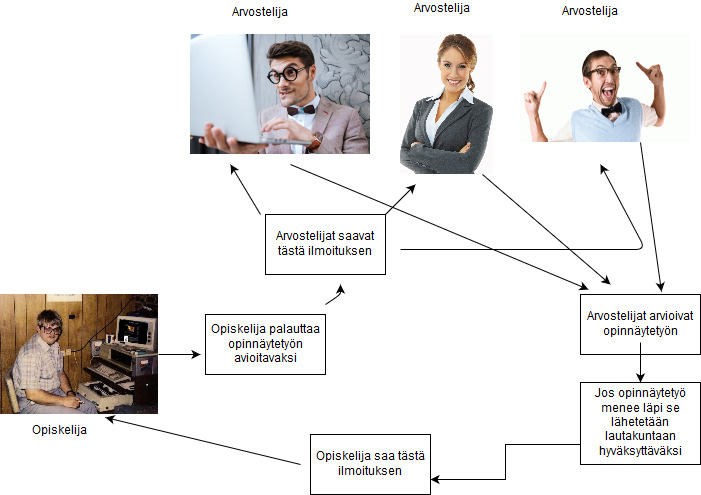 Arvostelija
Arvostelija
Arvostelija
Arvostelijat saavat
tästä ilmoituksen
Opiskelija palauttaa
opinnäytetyön
avioitavaksi
Arvostelijat arvioivat
opinnäytetyön
Jos opinnäytetyö
menee läpi se
lähetetään
lautakuntaan
hyväksyttäväksi
Opiskelija
Opiskelija saa tästä
ilmoituksen